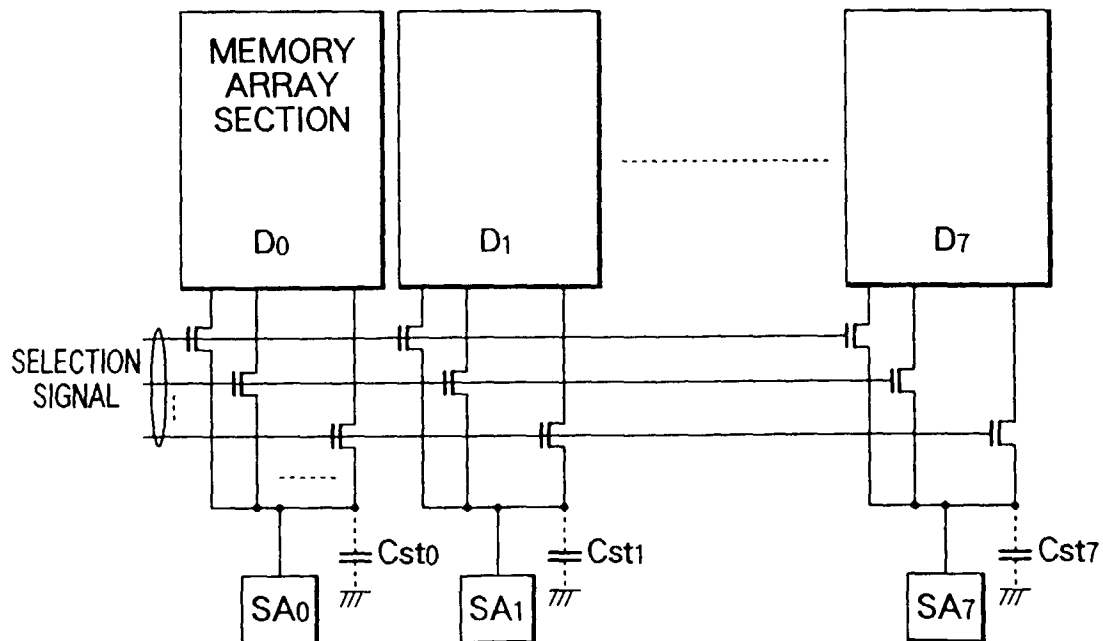 MEMORY
ARRAY
SECTION
D0
D1
D7
SELECTION
SIGNAL
Cst0
Cst1
Cst7
SA0
SA1
SA7